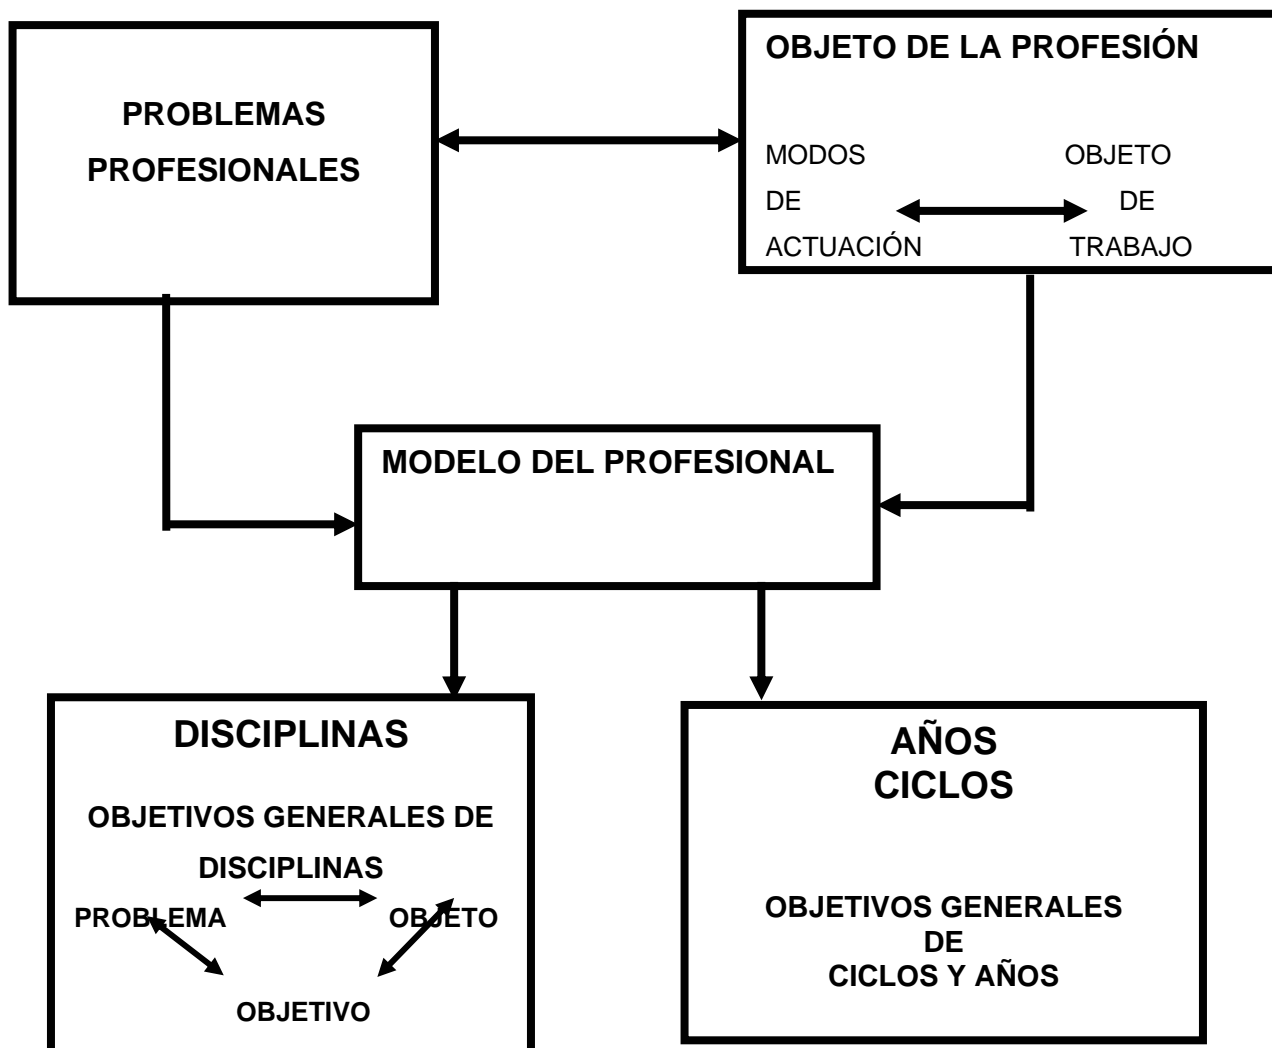 PROBLEMAS
PROFESIONALES
OBJETO DE LA PROFESIÓN
MODOS
DE
ACTUACIÓN
OBJETO
DE
TRABAJO
MODELO DEL PROFESIONAL
DISCIPLINAS
OBJETIVOS GENERALES DE
DISCIPLINAS
PROBLEMA
OBJETO
OBJETIVO
AÑOS
CICLOS
OBJETIVOS GENERALES
DE
CICLOS Y AÑOS